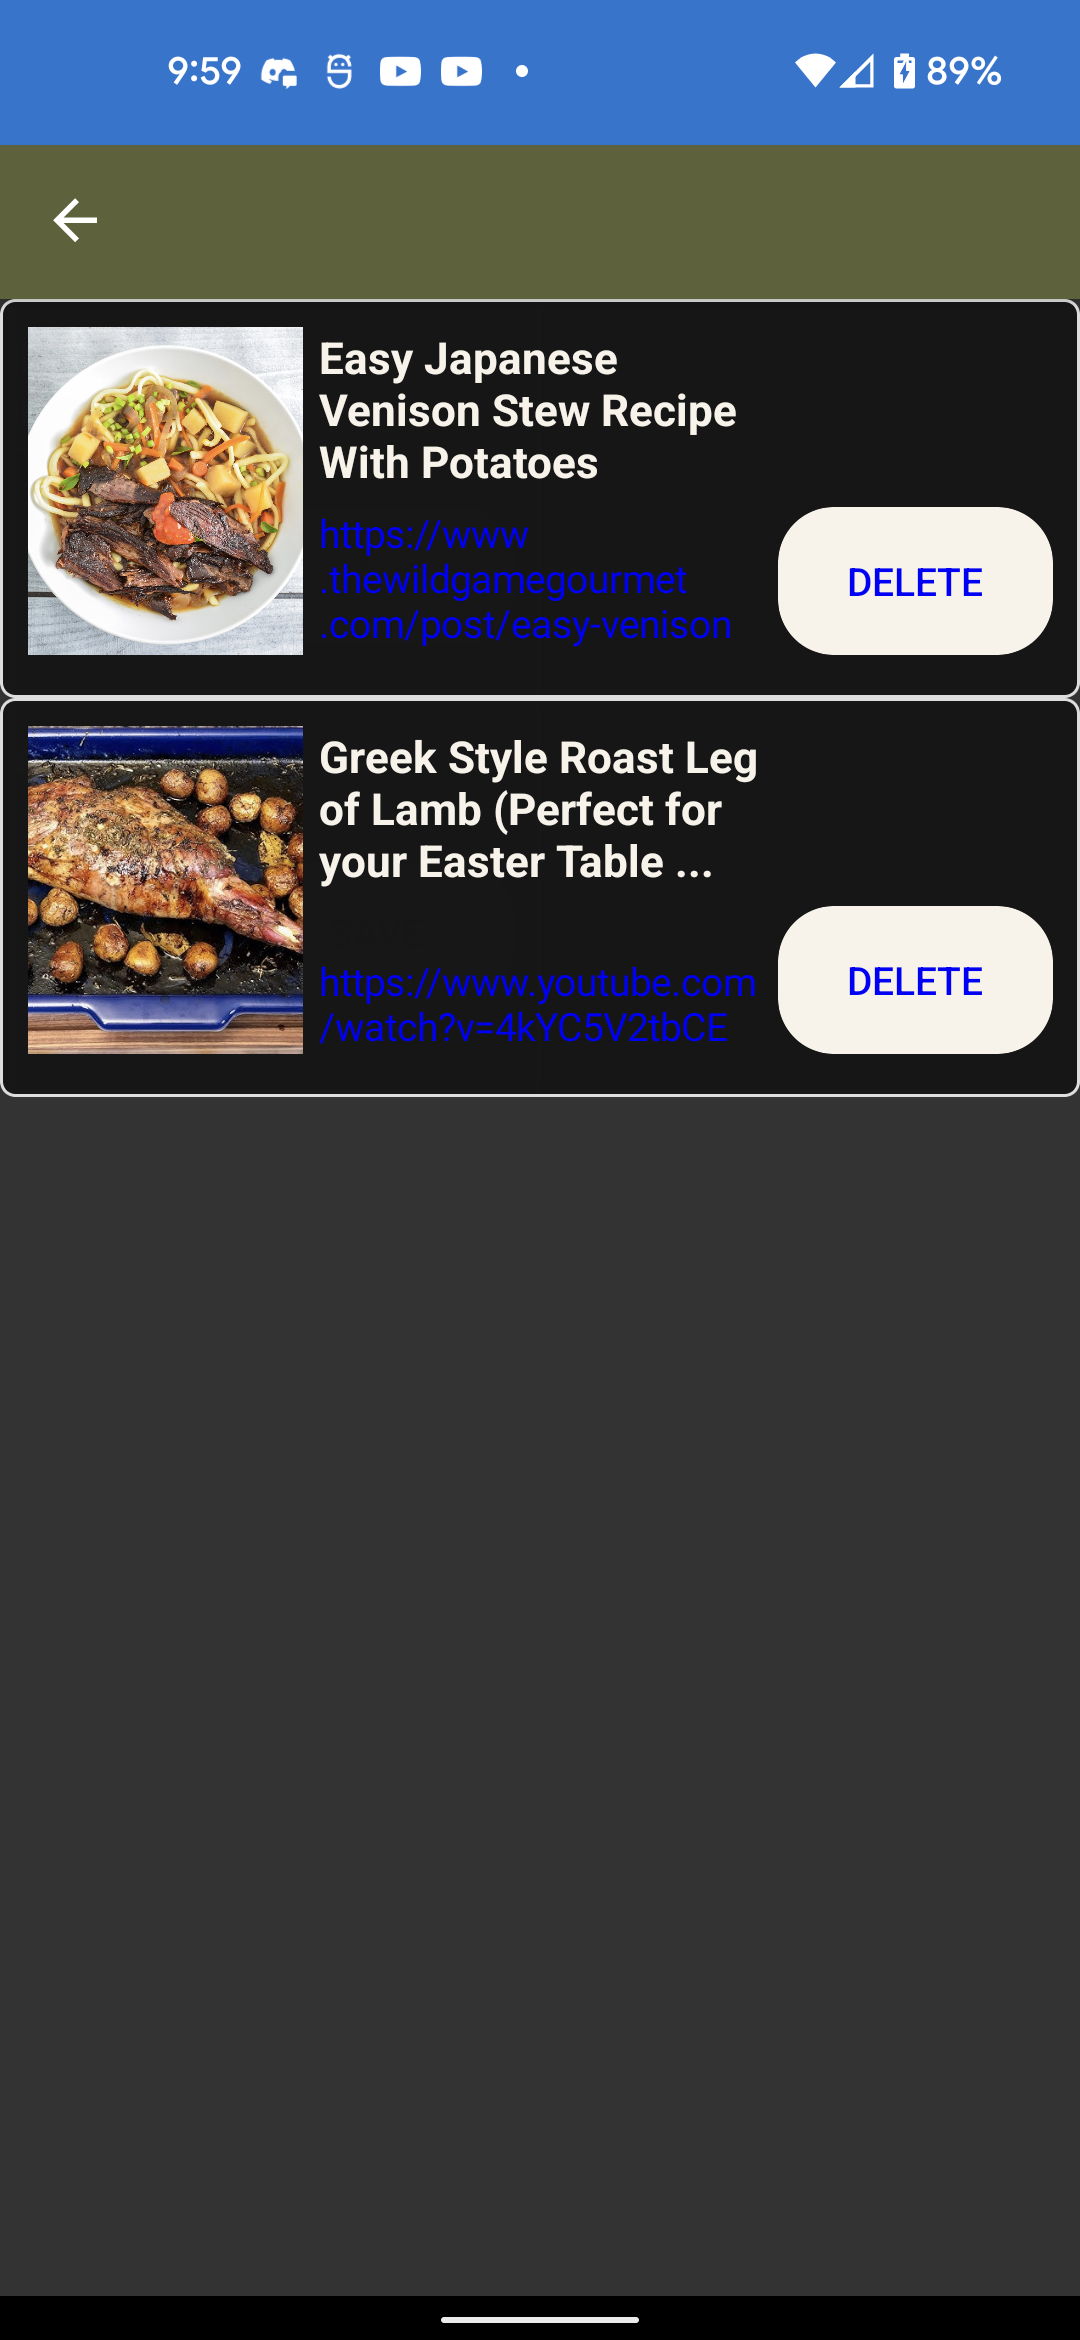 9:59
89%
Easy Japanese
Venison Stew Recipe
With Potatoes
https://www
.thewildgamegourmet
.com/post/easy-venison
DELETE
Greek Style Roast Leg
of Lamb (Perfect for
your Easter Table ...
https://www.youtube.com
/watch?v=4kYC5V2tbCE
DELETE